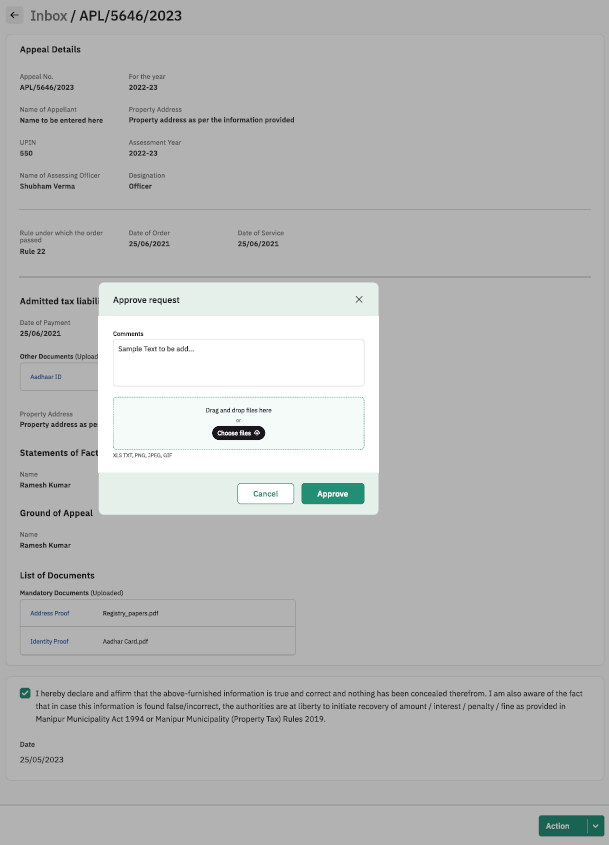 Inbox / APL/5646/2023
Appeal Details
Appeal No.
APL/5646/2023
For the year
2022-23
Name of Appellant
Name to be entered here
Property Address
Property address as per the information provided
UPIN
550
Assessment Year
2022-23
Name of Assessing Officer
Shubham Verma
Designation
Officer
Rule under which the order
passed
Rule 22
Date of Order
25/06/2021
Date of Service
25/06/2021
Admitted tax liabili
Date of Payment
25/06/2021
Other Documents (Upload
Aadhaar ID
Property Address
Property address as pe
Statements of Fact
Name
Ramesh Kumar
Ground of Appeal
Name
Ramesh Kumar
List of Documents
Mandatory Documents (Uploaded)
Address Proof Registry_papers.pdf
Identity Proof Aadhar Card.pdf
Approve request
Comments
Sample Text to be add...
Drag and drop files here
or
Choose files
XLS TXT, PNG, JPEG, GIF
Cancel Approve
I hereby declare and affirm that the above-furnished information is true and correct and nothing has been concealed therefrom. I am also aware of the fact
that in case this information is found false/incorrect, the authorities are at liberty to initiate recovery of amount / interest / penalty / fine as provided in
Manipur Municipality Act 1994 or Manipur Municipality (Property Tax) Rules 2019.
Date
25/05/2023
Action